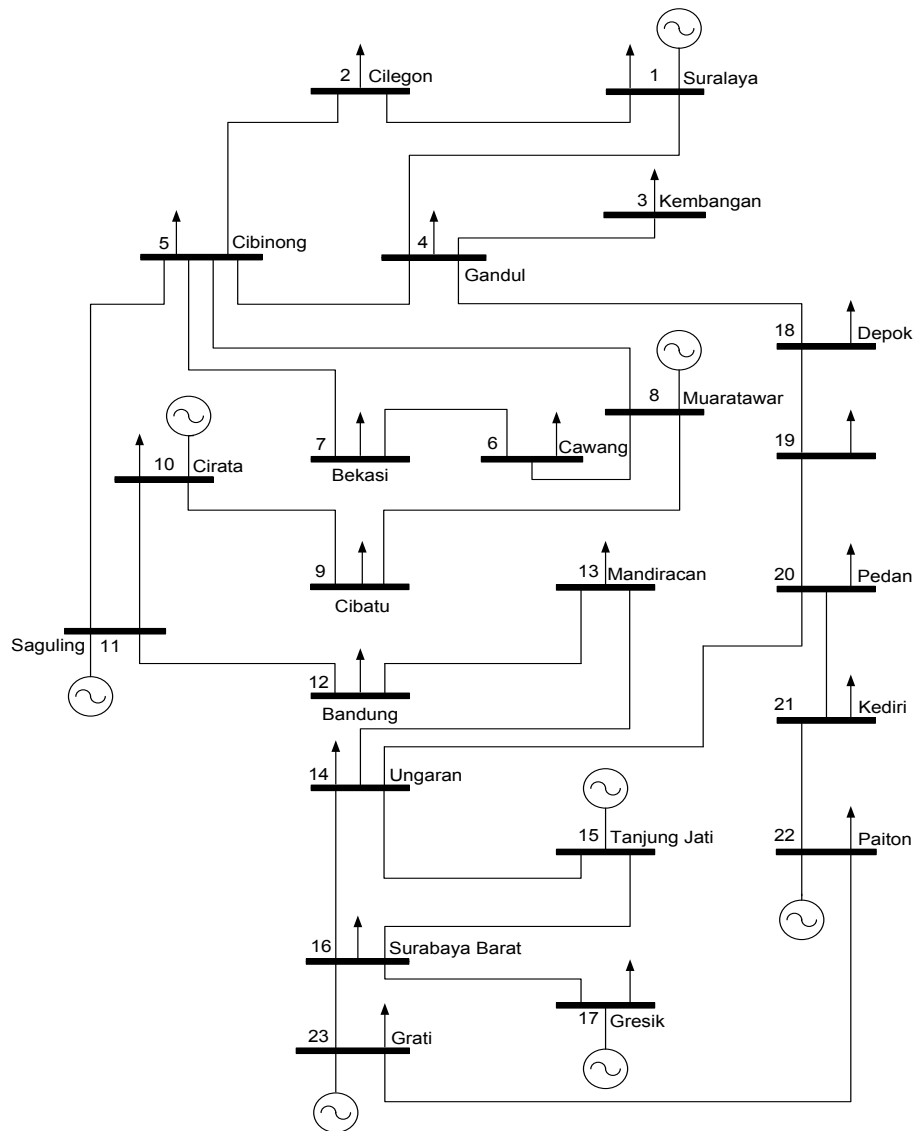 2 Cilegon
1 Suralaya
3 Kembangan
5 Cibinong
4
Gandul
18 Depok
8 Muaratawar
19
10 Cirata
7
Bekasi
6 Cawang
9
Cibatu
13 Mandiracan
20 Pedan
Saguling 11
12
Bandung
21 Kediri
14 Ungaran
15 Tanjung Jati
22 Paiton
16 Surabaya Barat
17 Gresik
23 Grati